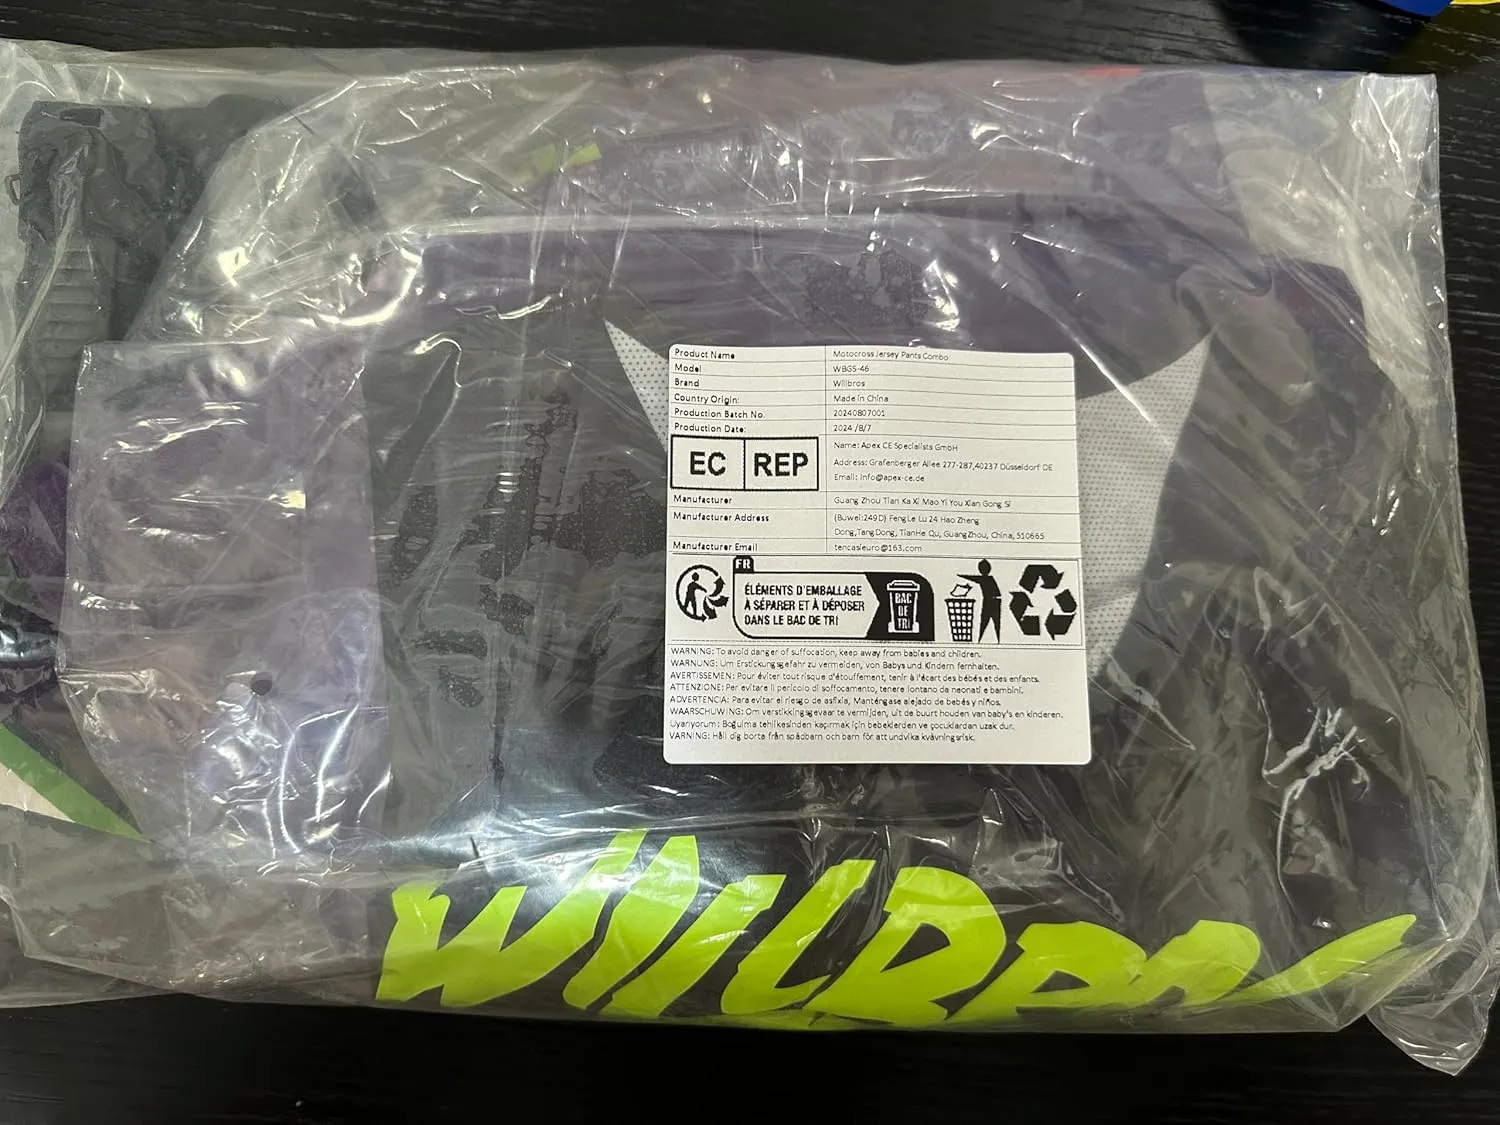 Product Name Motocross Jersey Pants Combo
Model WBGS-46
Brand Wilbros
Country Origin: Made in China
Production Batch No. 20240807001
Production Date: 2024 /8/7
EC REP
Name: Apex CE Specialists GmbH
Address: Grafenberger Allee 277-287,40237 Düsseldorf DE
Email: info@apex-ce.de
Manufacturer Guang Zhou Tian Ka Xi Mao Yi You Xian Gong Si
Manufacturer Address (Buwei:249D) FengLe Lu 24 Hao Zheng
Dong,TangDong, TianHe Qu, GuangZhou, China,510665
Manufacturer Email tencasieuro@163.com
FR
ÉLÉMENTS D'EMBALLAGE
À SÉPARER ET À DÉPOSER
DANS LE BAC DE TRI
BAC
DE
TRI
WARNING: To avoid danger of suffocation, keep away from babies and children.
WARNUNG: Um Erstickungsgefahr zu vermeiden, von Babys und Kindern fernhalten.
AVERTISSEMEN: Pour éviter tout risque d'étouffement, tenir à l'écart des bébés et des enfants.
ATTENZIONE: Per evitare il pericolo di soffocamento, tenere lontano da neonati e bambini.
ADVERTENCIA: Para evitar el riesgo de asfixia, Manténgase alejado de bebés y niños.
WAARSCHUWING: Om verstikkingsgevaar te vermijden, uit de buurt houden van baby's en kinderen.
Uyarıyorum: Boğulma tehlikesinden kaçırmak için bebeklerden ve çocuklardan uzak dur.
VARNING: Håll dig borta från spädbarn och barn för att undvika kvävningsrisk.
WIILBROS